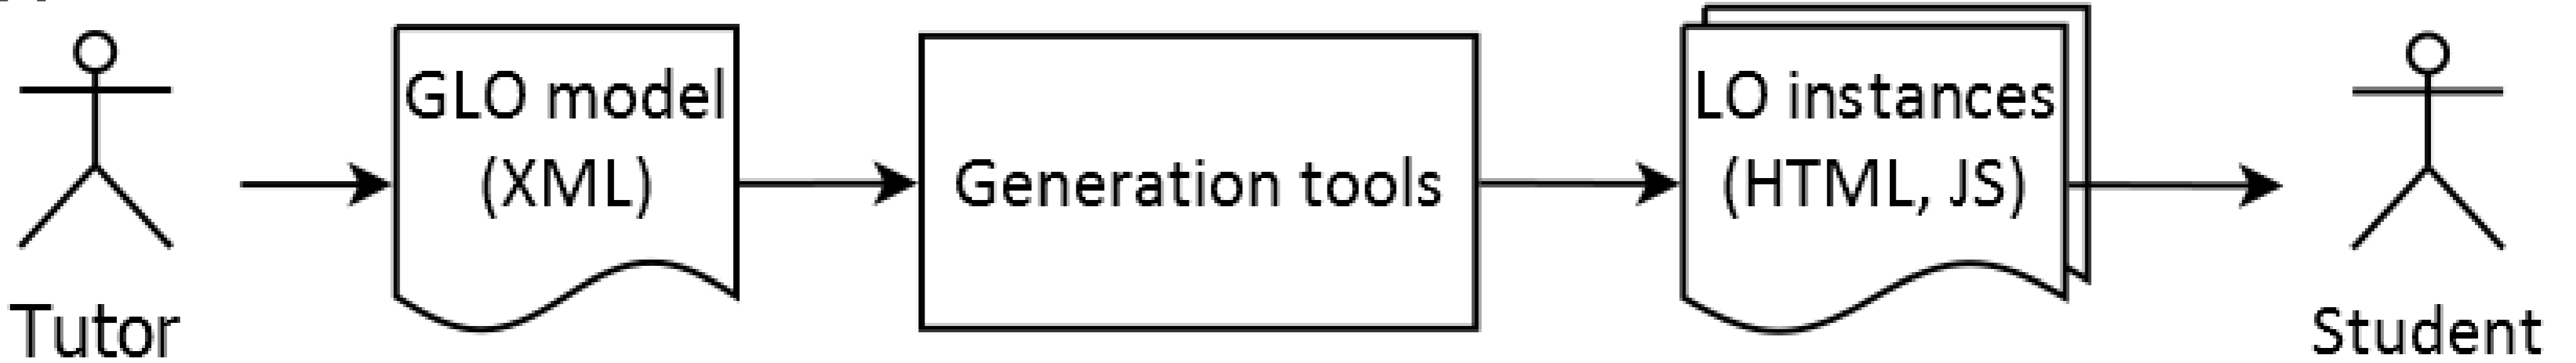 GLO model
(XML)
Generation tools
LO instances
(HTML, JS)
Tutor
Student